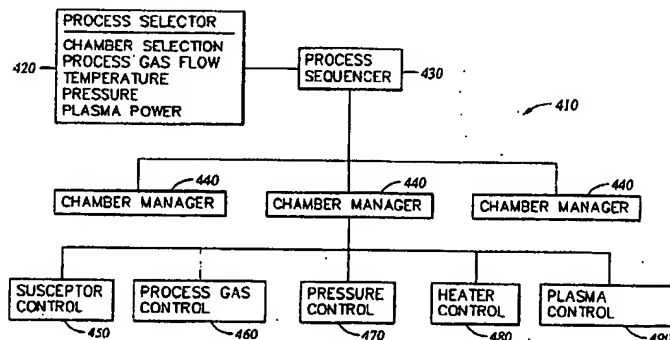 PROCESS SELECTOR
CHAMBER SELECTION
PROCESS GAS FLOW
TEMPERATURE
PRESSURE
PLASMA POWER
420
PROCESS
SEQUENCER
430
410
440
440
440
CHAMBER MANAGER
CHAMBER MANAGER
CHAMBER MANAGER
SUSCEPTOR
CONTROL
PROCESS GAS
CONTROL
PRESSURE
CONTROL
HEATER
CONTROL
PLASMA
CONTROL
450
460
470
480
490